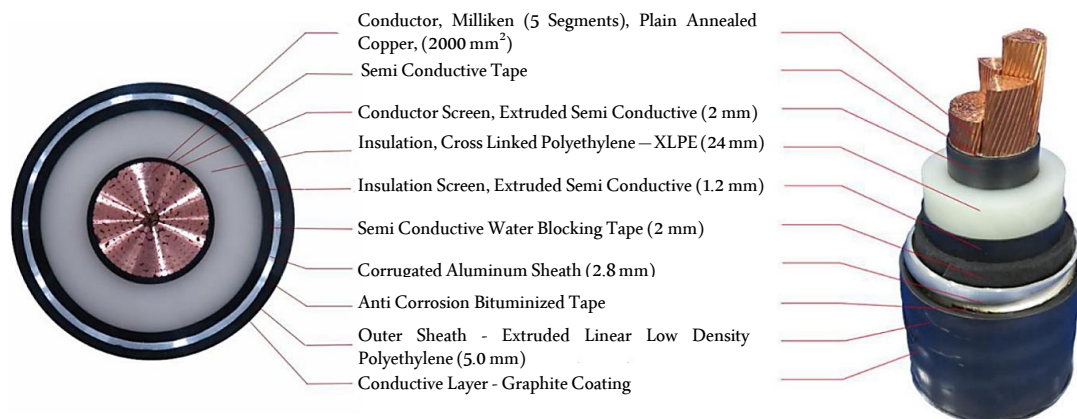 Conductor, Milliken (5 Segments), Plain Annealed
Copper, (2000 mm²)
Semi Conductive Tape
Conductor Screen, Extruded Semi Conductive (2 mm)
Insulation, Cross Linked Polyethylene – XLPE (24 mm)
Insulation Screen, Extruded Semi Conductive (1.2 mm)
Semi Conductive Water Blocking Tape (2 mm)
Corrugated Aluminum Sheath (2.8 mm)
Anti Corrosion Bituminized Tape
Outer Sheath - Extruded Linear Low Density
Polyethylene (5.0 mm)
Conductive Layer - Graphite Coating